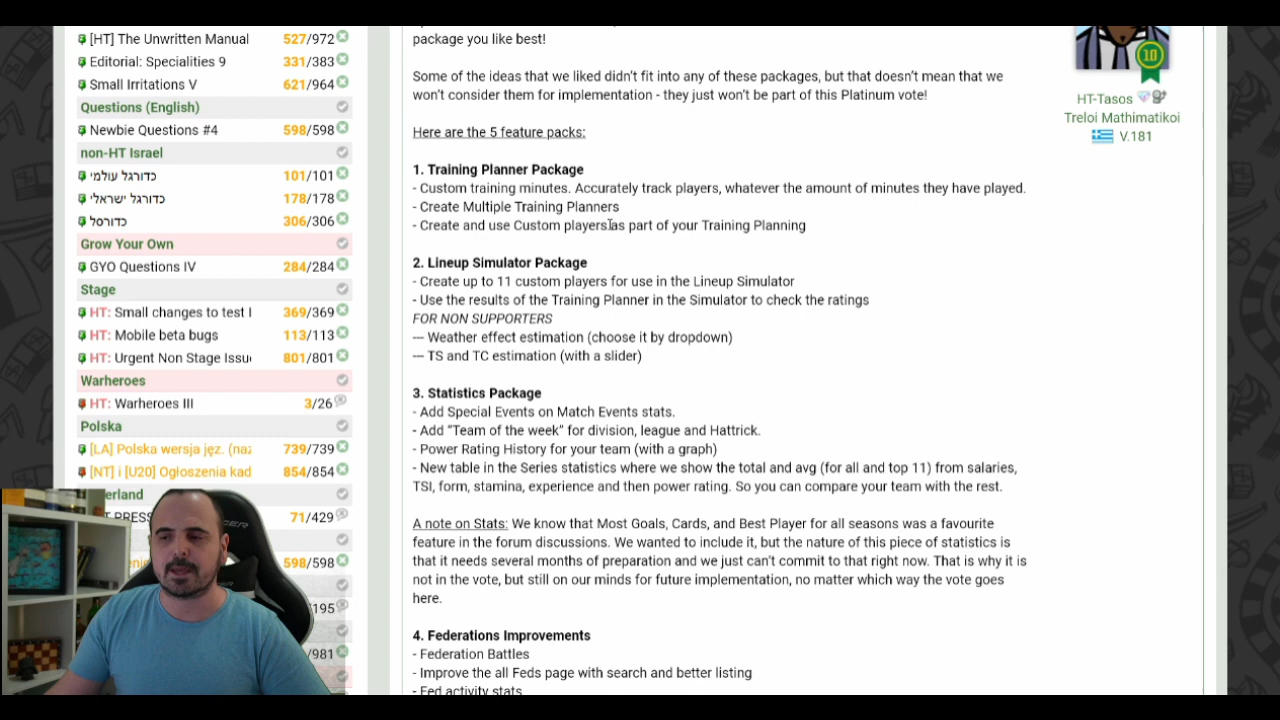 [HT] The Unwritten Manual 527/972
Editorial: Specialities 9 331/383
Small Irritations V 621/964
Questions (English)
Newbie Questions #4 598/598
non-HT Israel
כדורגל עולמי 101/101
כדורגל ישראלי 178/178
כדורסל 306/306
Grow Your Own
GYO Questions IV 284/284
Stage
HT: Small changes to test I 369/369
HT: Mobile beta bugs 113/113
HT: Urgent Non Stage Issu 801/801
Warheroes
HT: Warheroes III 3/26
Polska
[LA] Polska wersja jęz. (naz 739/739
[NT] i [U20] Ogłoszenia kad 854/854
erland
PRESS 71/429
598/598
195
/981
package you like best!
Some of the ideas that we liked didn't fit into any of these packages, but that doesn't mean that we
won't consider them for implementation - they just won't be part of this Platinum vote!
Here are the 5 feature packs:
1. Training Planner Package
- Custom training minutes. Accurately track players, whatever the amount of minutes they have played.
- Create Multiple Training Planners
- Create and use Custom players as part of your Training Planning
2. Lineup Simulator Package
- Create up to 11 custom players for use in the Lineup Simulator
- Use the results of the Training Planner in the Simulator to check the ratings
FOR NON SUPPORTERS
--- Weather effect estimation (choose it by dropdown)
--- TS and TC estimation (with a slider)
3. Statistics Package
- Add Special Events on Match Events stats.
- Add "Team of the week" for division, league and Hattrick.
- Power Rating History for your team (with a graph)
- New table in the Series statistics where we show the total and avg (for all and top 11) from salaries,
TSI, form, stamina, experience and then power rating. So you can compare your team with the rest.
A note on Stats: We know that Most Goals, Cards, and Best Player for all seasons was a favourite
feature in the forum discussions. We wanted to include it, but the nature of this piece of statistics is
that it needs several months of preparation and we just can't commit to that right now. That is why it is
not in the vote, but still on our minds for future implementation, no matter which way the vote goes
here.
4. Federations Improvements
- Federation Battles
- Improve the all Feds page with search and better listing
- Fed activity stats
10
HT-Tasos
Treloi Mathimatikoi
V.181